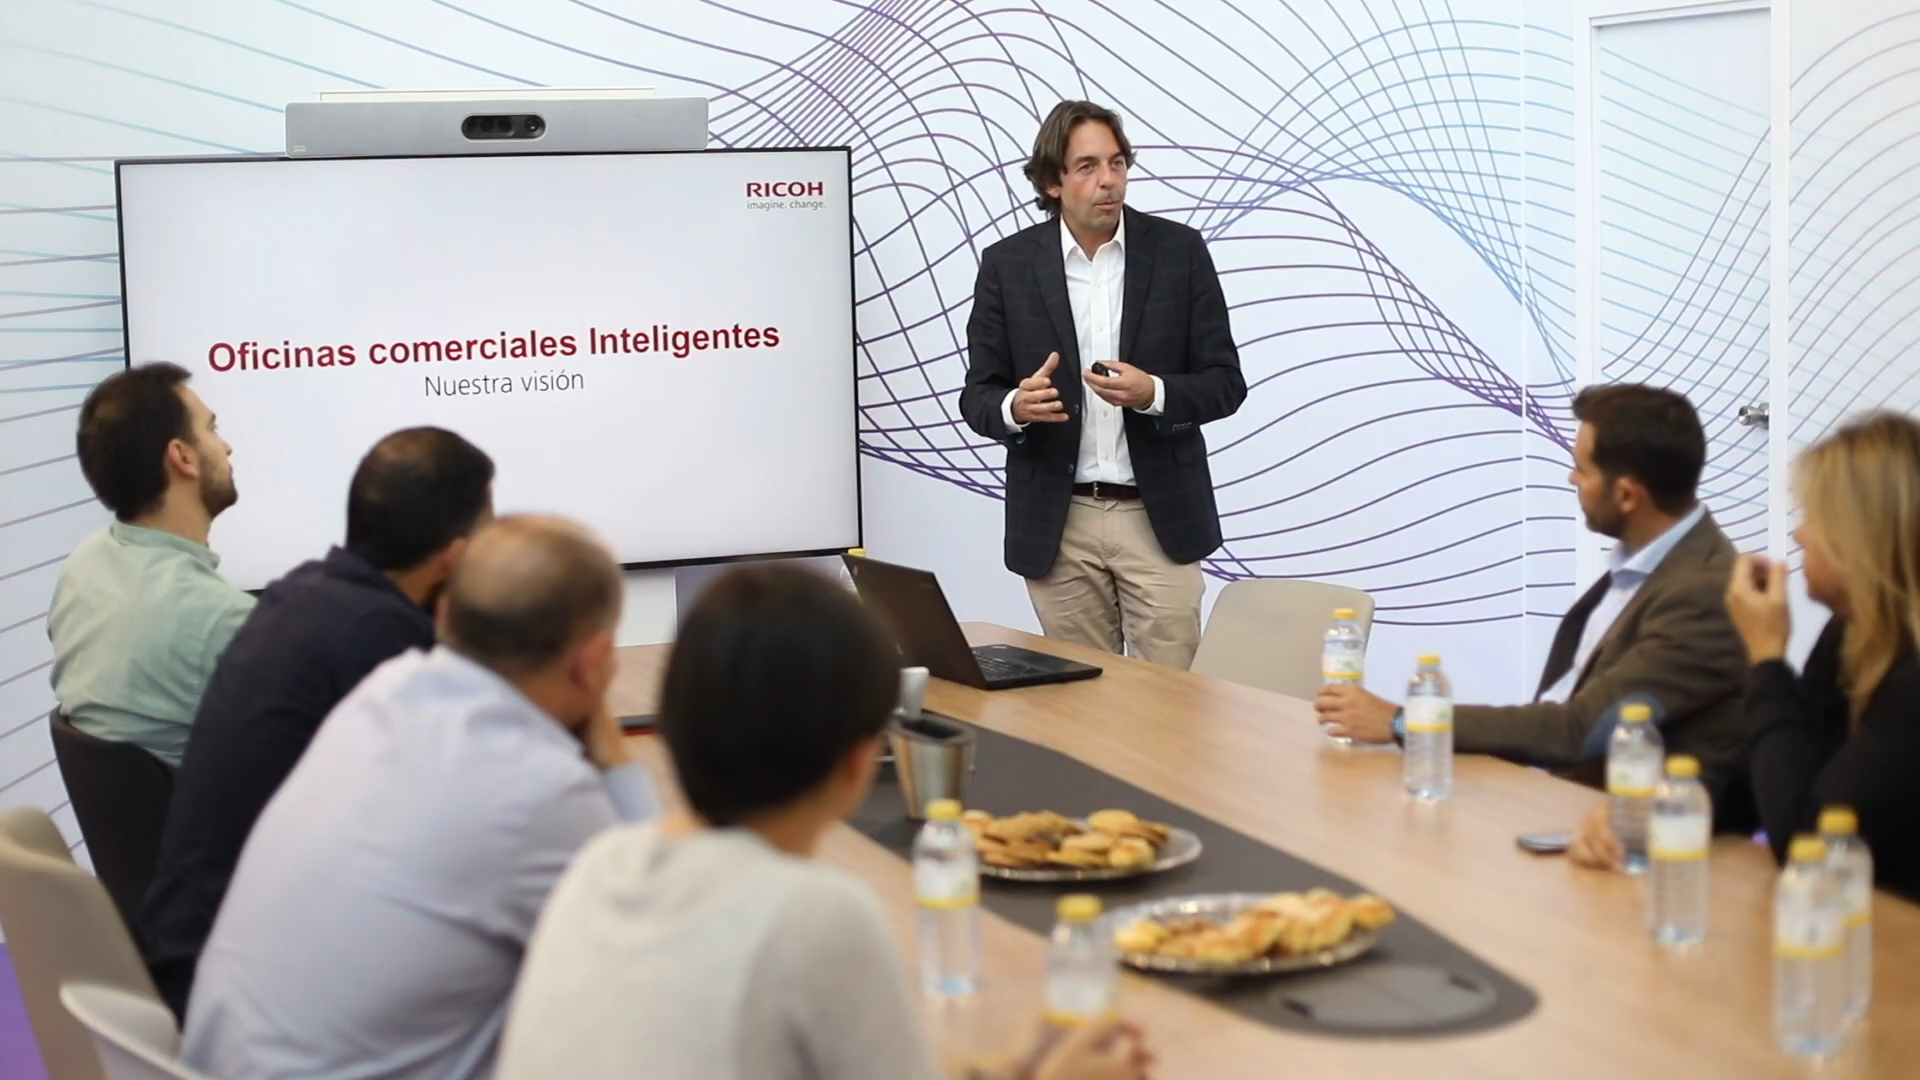 RICOH
imagine. change.
Oficinas comerciales Inteligentes
Nuestra visión